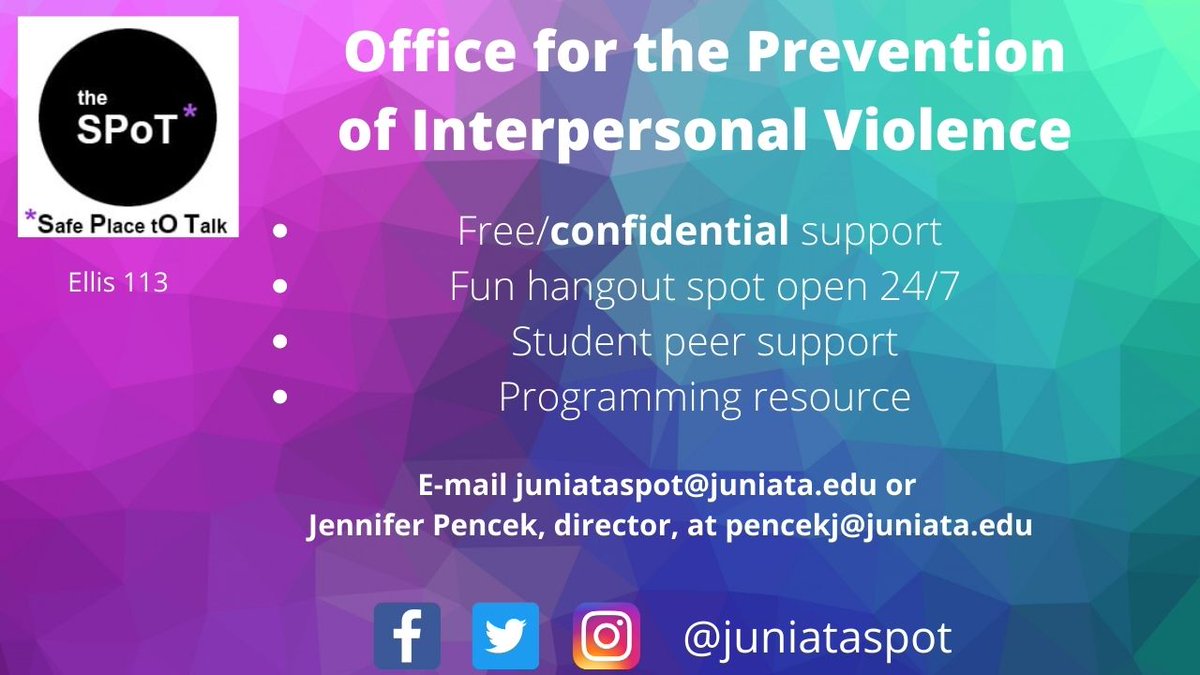 the
SPoT*
*Safe Place tO Talk
Ellis 113
Office for the Prevention
of Interpersonal Violence
• Free/confidential support
• Fun hangout spot open 24/7
• Student peer support
• Programming resource
E-mail juniataspot@juniata.edu or
Jennifer Pencek, director, at pencekj@juniata.edu
@juniataspot